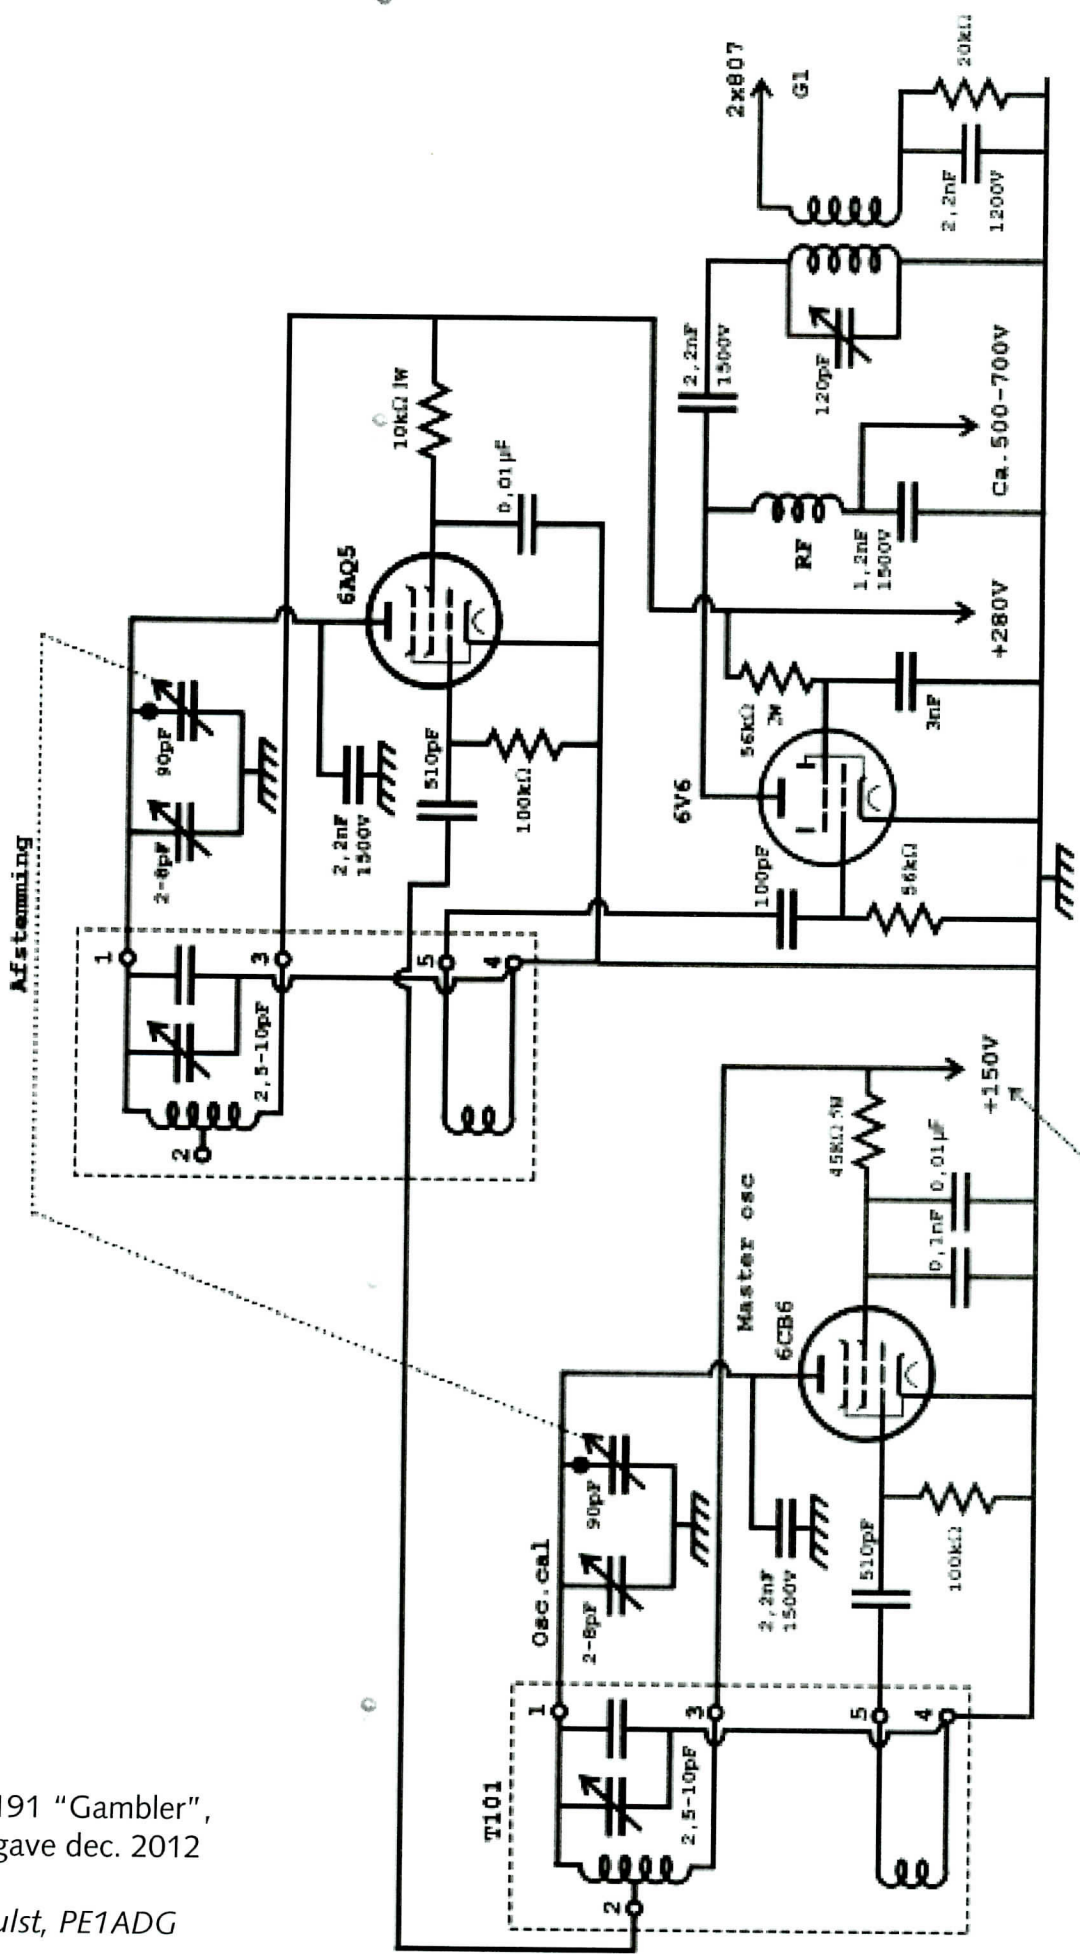 Afstemming
2-8pF
90pF
1
3
5
4
2
2,5-10pF
2,2nF
1500V
510pF
100kΩ
6AQ5
0,01µF
10kΩ 1W
T101
2
1
3
5
4
2,5-10pF
Osc.cal
2-8pF
90pF
2,2nF
1500V
510pF
100kΩ
Master osc
6CB6
0,1nF
0,01µF
+150V
100pF
56kΩ
6V6
56kΩ
3nF
+280V
RF
1,2nF
1500V
Ca.500-700V
2,2nF
1500V
120pF
2x807
G1
2,2nF
1200V
20kΩ
191 “Gambler”,
gave dec. 2012
ulst, PE1ADG